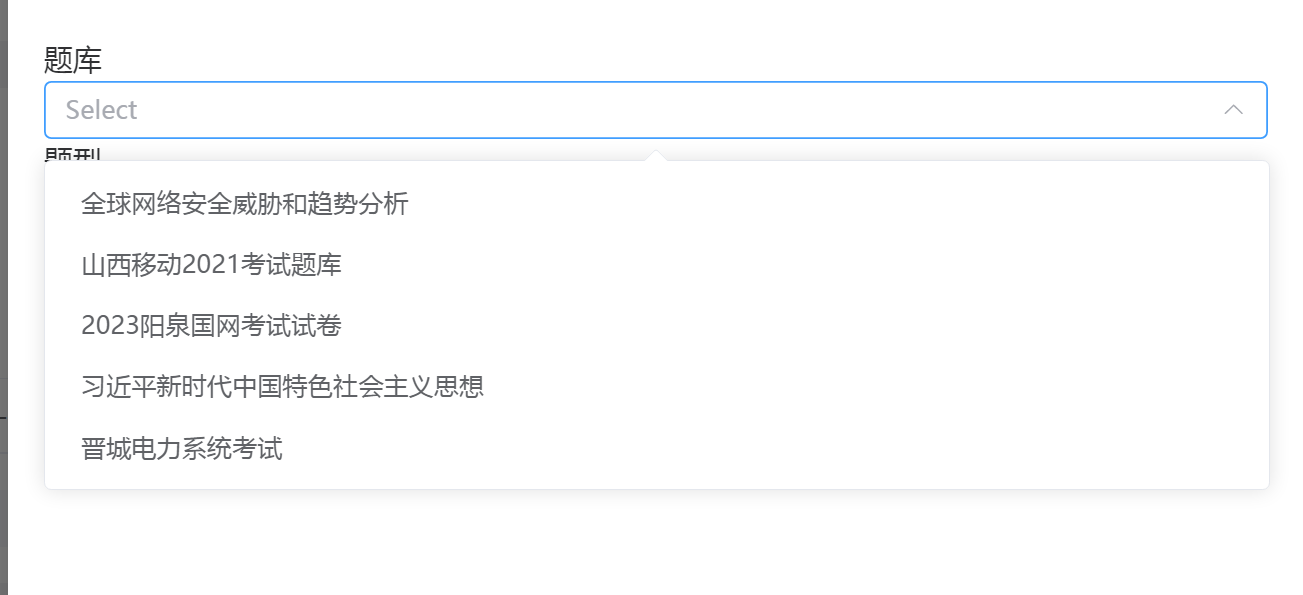 题库
Select
题型
全球网络安全威胁和趋势分析
山西移动2021考试题库
2023阳泉国网考试试卷
习近平新时代中国特色社会主义思想
晋城电力系统考试